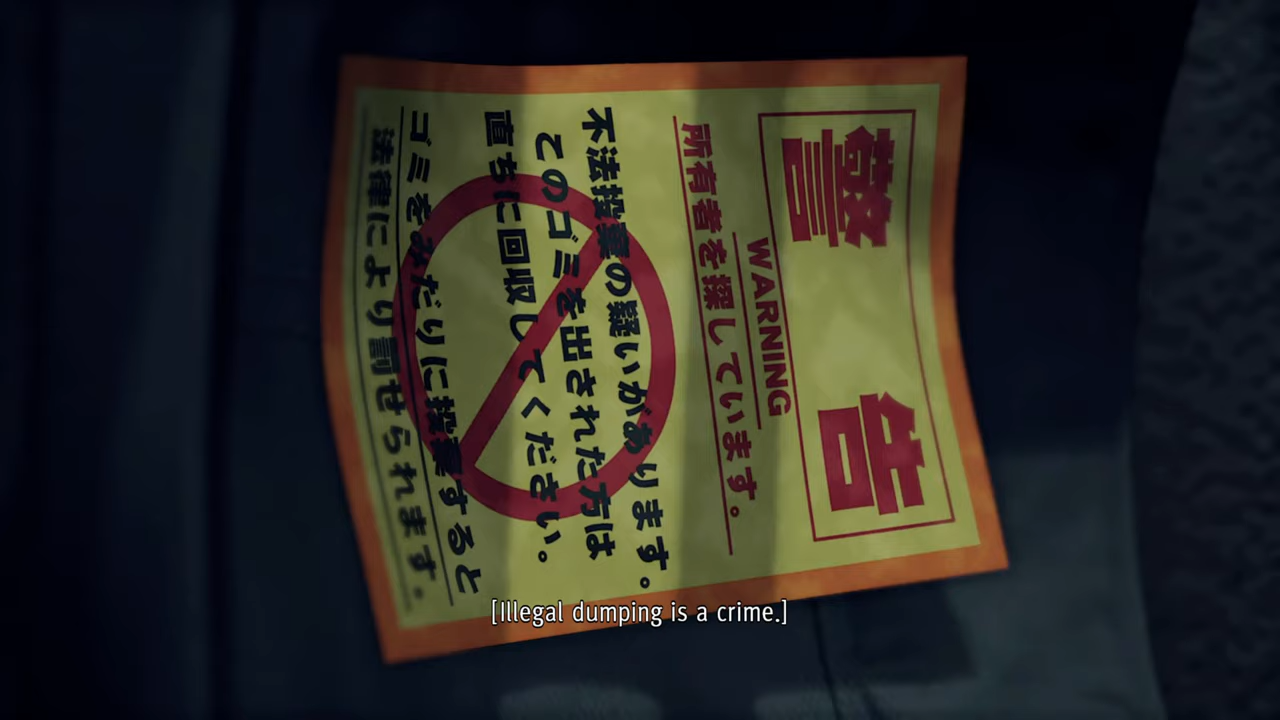 警告
WARNING
所有者を探しています。
不法投棄の疑いがあります。
このゴミを出された方は
直ちに回収してください。
ゴミをみだりに投棄すると
法律により罰せられます。
[Illegal dumping is a crime.]